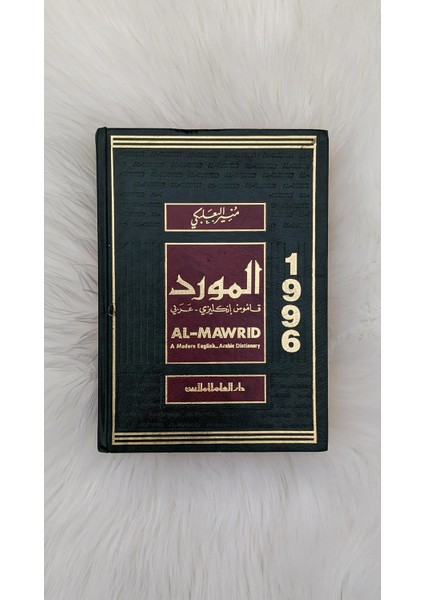 منير البعلبكي
المورد
قاموس إنكليزي - عربي
AL-MAWRID
A Modern English-Arabic Dictionary
دار العلم للملايين
1996